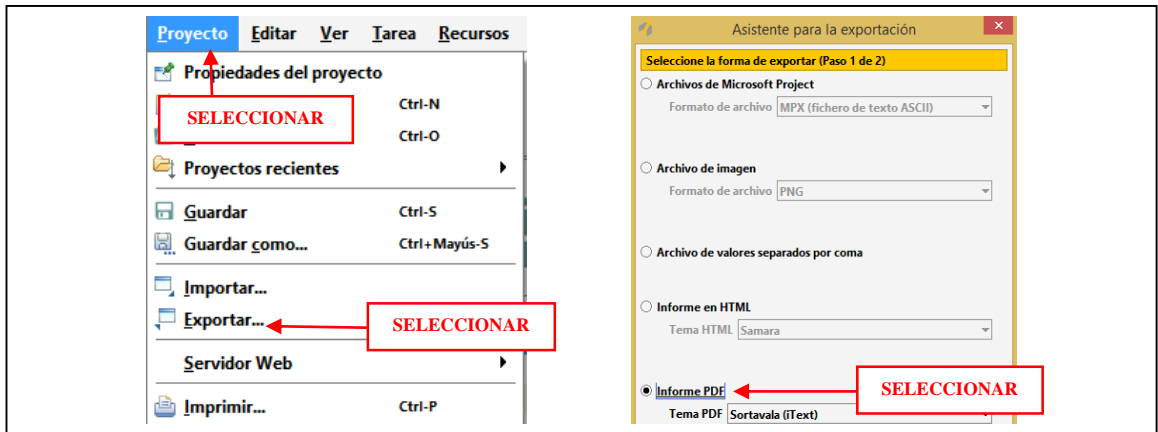 Proyecto Editar Ver Tarea Recursos
Propiedades del proyecto
SELECCIONAR
Ctrl-N
Ctrl-O
Proyectos recientes
Guardar Ctrl-S
Guardar como... Ctrl+Mayús-S
Importar...
Exportar...
SELECCIONAR
Servidor Web
Imprimir... Ctrl-P
Asistente para la exportación
Seleccione la forma de exportar (Paso 1 de 2)
Archivos de Microsoft Project
Formato de archivo MPX (fichero de texto ASCII)
Archivo de imagen
Formato de archivo PNG
Archivo de valores separados por coma
Informe en HTML
Tema HTML Samara
Informe PDF
SELECCIONAR
Tema PDF Sortavala (iText)